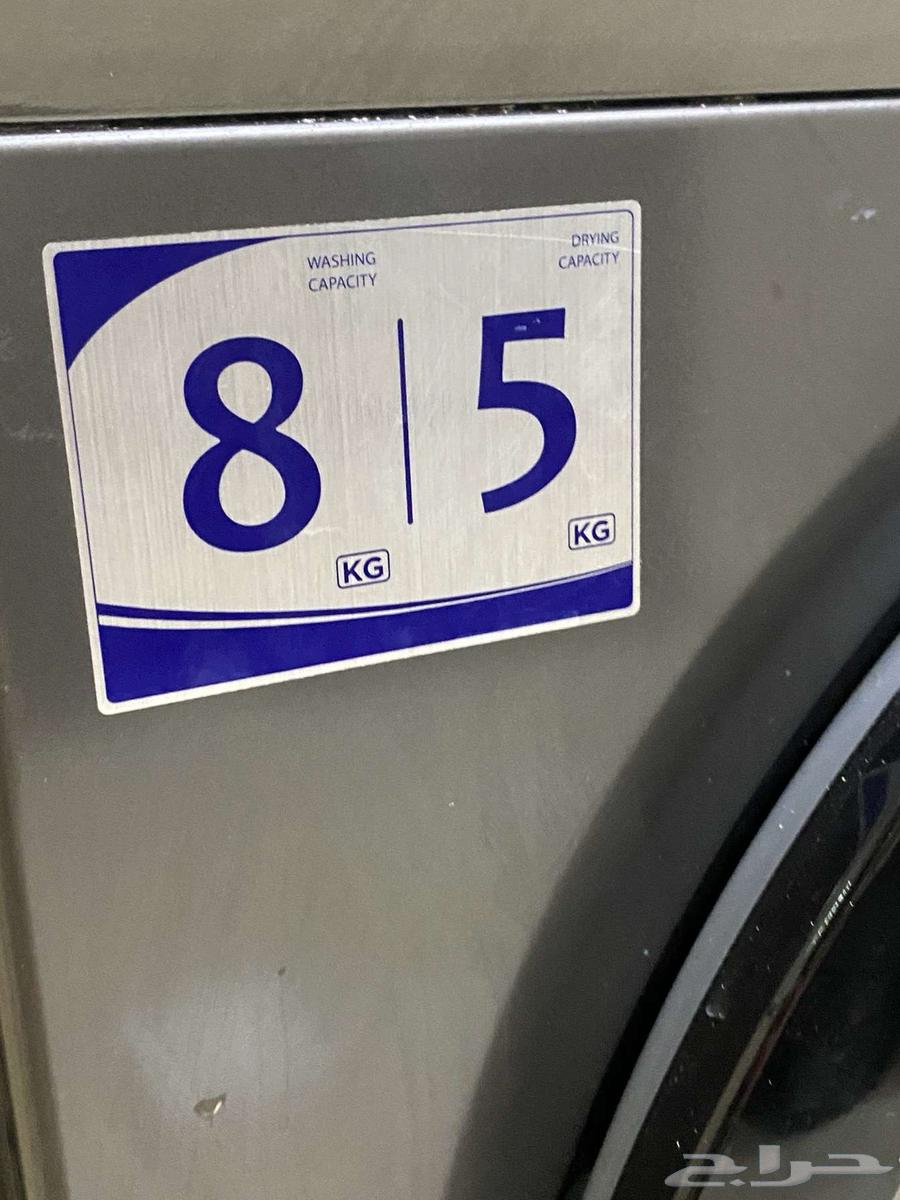 WASHING
CAPACITY
8
KG
DRYING
CAPACITY
5
KG
حراج